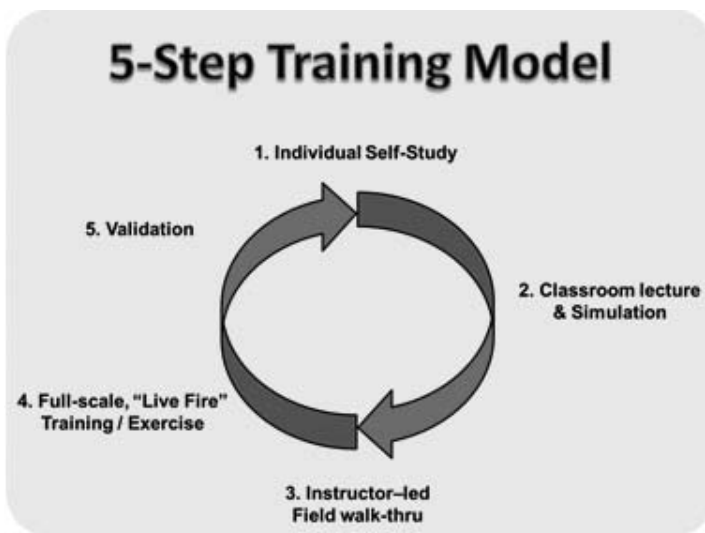 5-Step Training Model
1. Individual Self-Study
2. Classroom lecture
& Simulation
3. Instructor–led
Field walk-thru
4. Full-scale, “Live Fire”
Training / Exercise
5. Validation